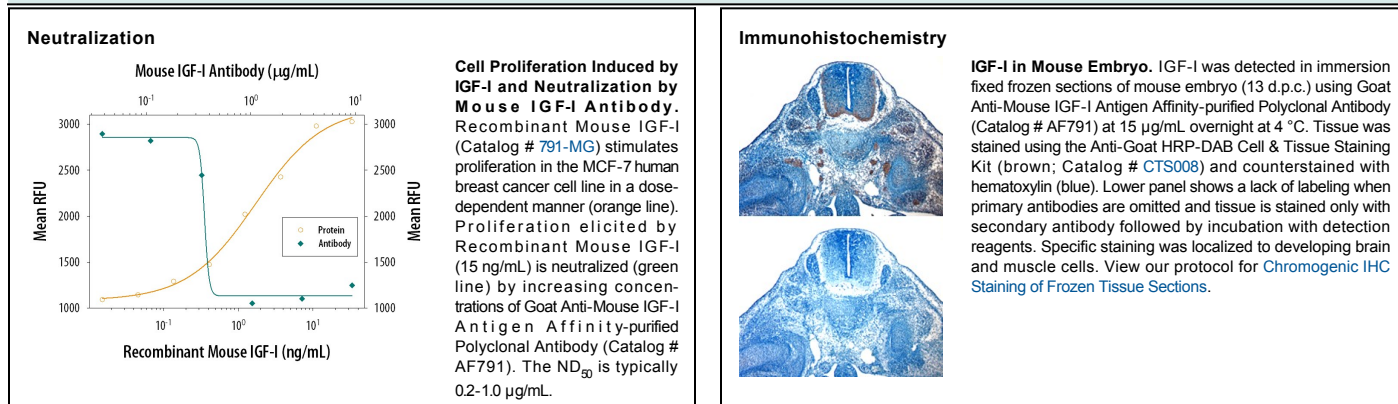 Neutralization
Mouse IGF-I Antibody (µg/mL)
10⁻¹ 10⁰ 10¹
3000 3000
2500 2500
2000 2000
1500 1500
1000 1000
Mean RFU
Mean RFU
Protein
Antibody
10⁻¹ 10⁰ 10¹
Recombinant Mouse IGF-I (ng/mL)
Cell Proliferation Induced by
IGF-I and Neutralization by
Mouse IGF-I Antibody.
Recombinant Mouse IGF-I
(Catalog # 791-MG) stimulates
proliferation in the MCF-7 human
breast cancer cell line in a dose-
dependent manner (orange line).
Proliferation elicited by
Recombinant Mouse IGF-I
(15 ng/mL) is neutralized (green
line) by increasing concen-
trations of Goat Anti-Mouse IGF-I
Antigen Affinity-purified
Polyclonal Antibody (Catalog #
AF791). The ND50 is typically
0.2-1.0 µg/mL.
Immunohistochemistry
IGF-I in Mouse Embryo. IGF-I was detected in immersion
fixed frozen sections of mouse embryo (13 d.p.c.) using Goat
Anti-Mouse IGF-I Antigen Affinity-purified Polyclonal Antibody
(Catalog # AF791) at 15 µg/mL overnight at 4 °C. Tissue was
stained using the Anti-Goat HRP-DAB Cell & Tissue Staining
Kit (brown; Catalog # CTS008) and counterstained with
hematoxylin (blue). Lower panel shows a lack of labeling when
primary antibodies are omitted and tissue is stained only with
secondary antibody followed by incubation with detection
reagents. Specific staining was localized to developing brain
and muscle cells. View our protocol for Chromogenic IHC
Staining of Frozen Tissue Sections.